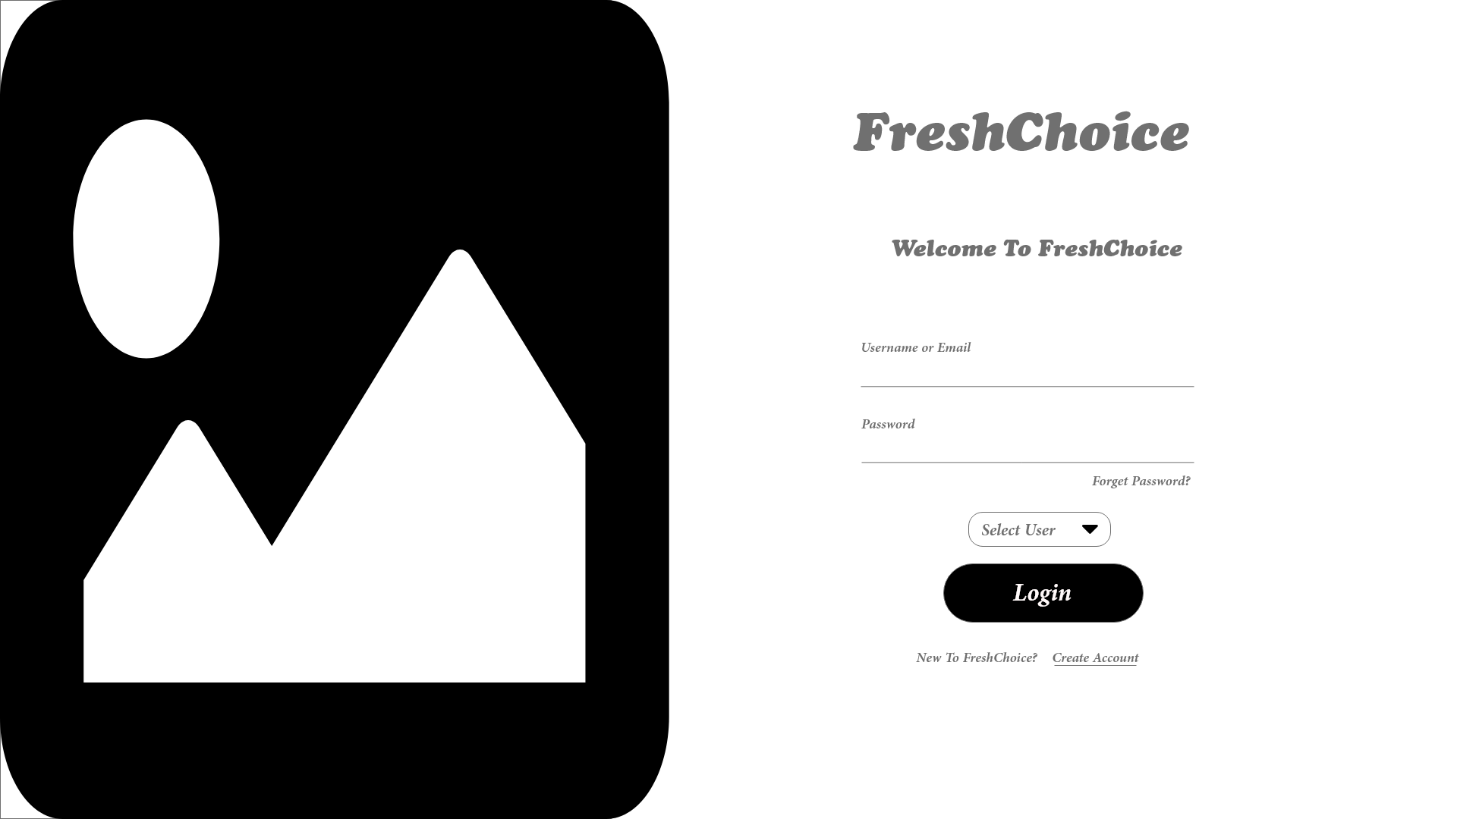 FreshChoice
Welcome To FreshChoice
Username or Email
Password
Forget Password?
Select User
Login
New To FreshChoice? Create Account